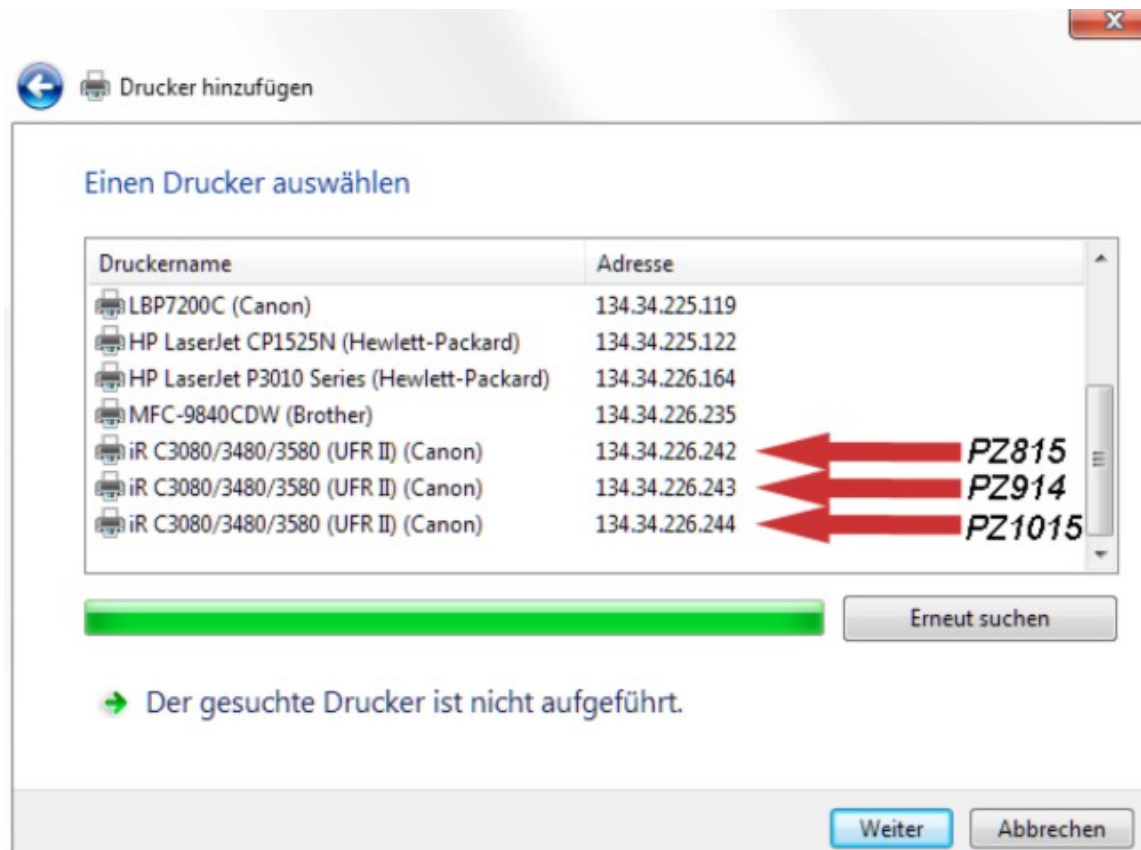 X
Drucker hinzufügen
Einen Drucker auswählen
Druckername Adresse
LBP7200C (Canon) 134.34.225.119
HP LaserJet CP1525N (Hewlett-Packard) 134.34.225.122
HP LaserJet P3010 Series (Hewlett-Packard) 134.34.226.164
MFC-9840CDW (Brother) 134.34.226.235
iR C3080/3480/3580 (UFR II) (Canon) 134.34.226.242 PZ815
iR C3080/3480/3580 (UFR II) (Canon) 134.34.226.243 PZ914
iR C3080/3480/3580 (UFR II) (Canon) 134.34.226.244 PZ1015
Erneut suchen
Der gesuchte Drucker ist nicht aufgeführt.
Weiter Abbrechen